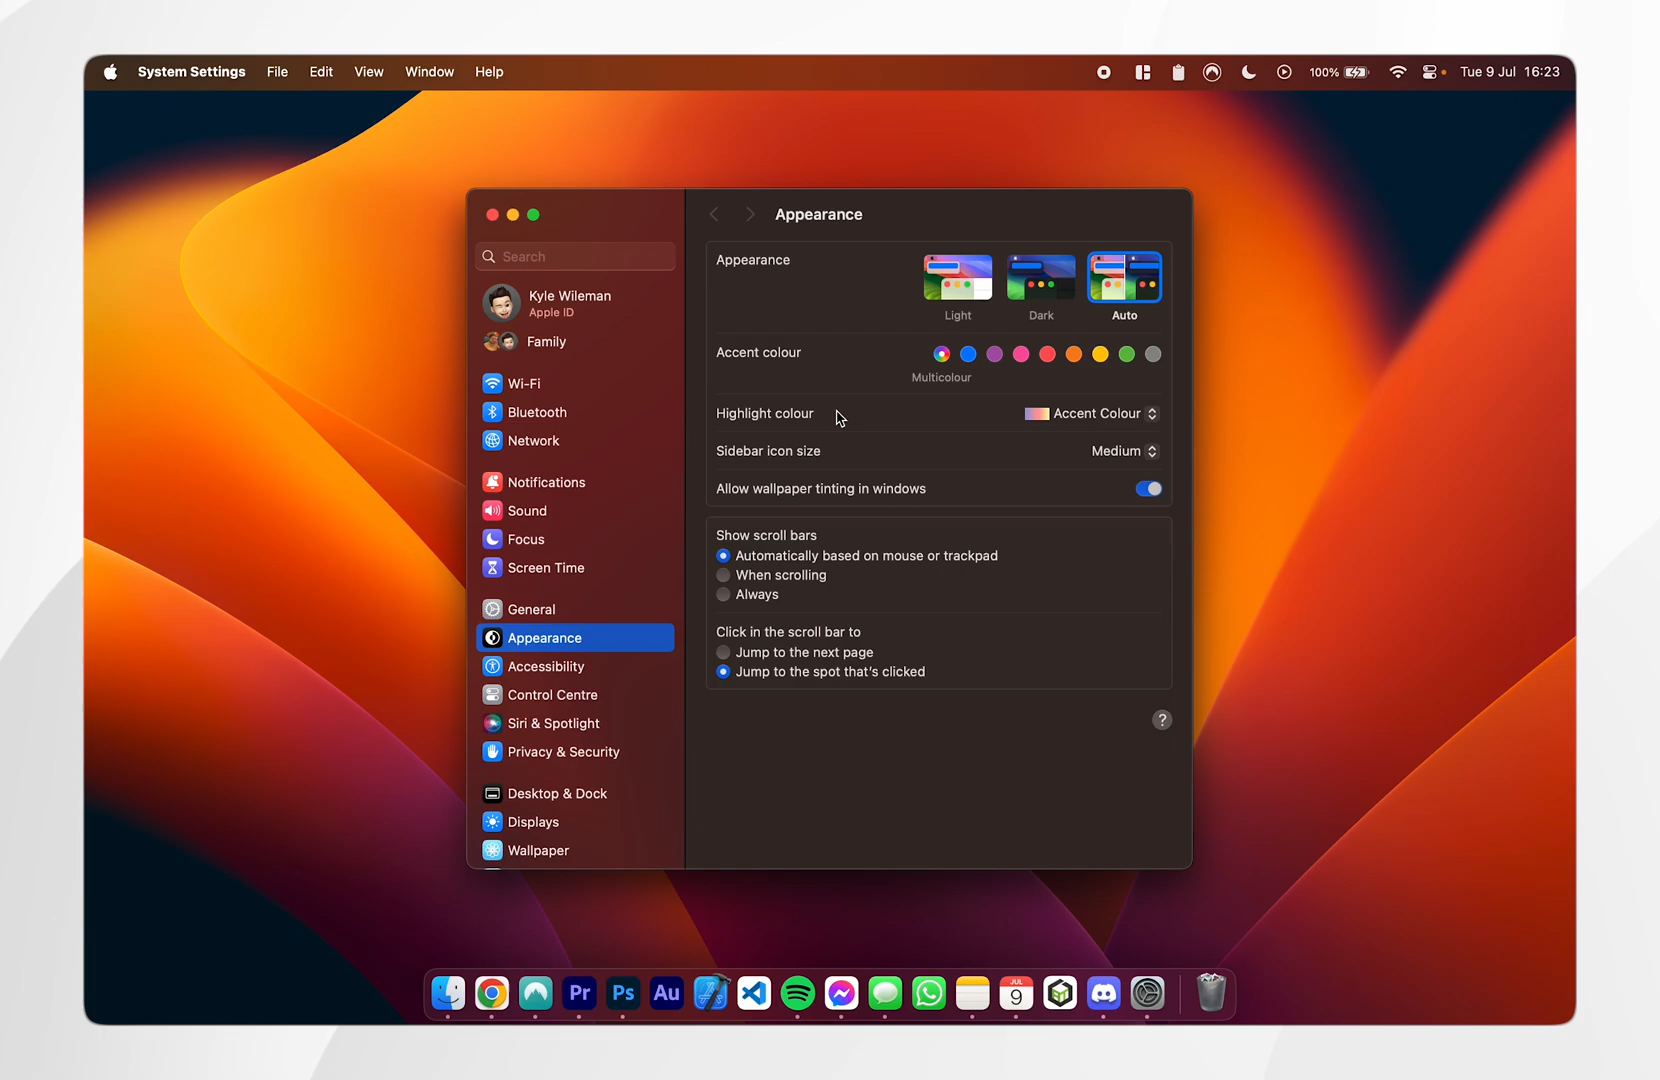 System Settings File Edit View Window Help 100% Tue 9 Jul 16:23
Search
Kyle Wileman
Apple ID
Family
Wi-Fi
Bluetooth
Network
Notifications
Sound
Focus
Screen Time
General
Appearance
Accessibility
Control Centre
Siri & Spotlight
Privacy & Security
Desktop & Dock
Displays
Wallpaper
Appearance
Appearance
Light Dark Auto
Accent colour
Multicolour
Highlight colour Accent Colour
Sidebar icon size Medium
Allow wallpaper tinting in windows
Show scroll bars
Automatically based on mouse or trackpad
When scrolling
Always
Click in the scroll bar to
Jump to the next page
Jump to the spot that's clicked
?
Pr Ps Au JUL
9